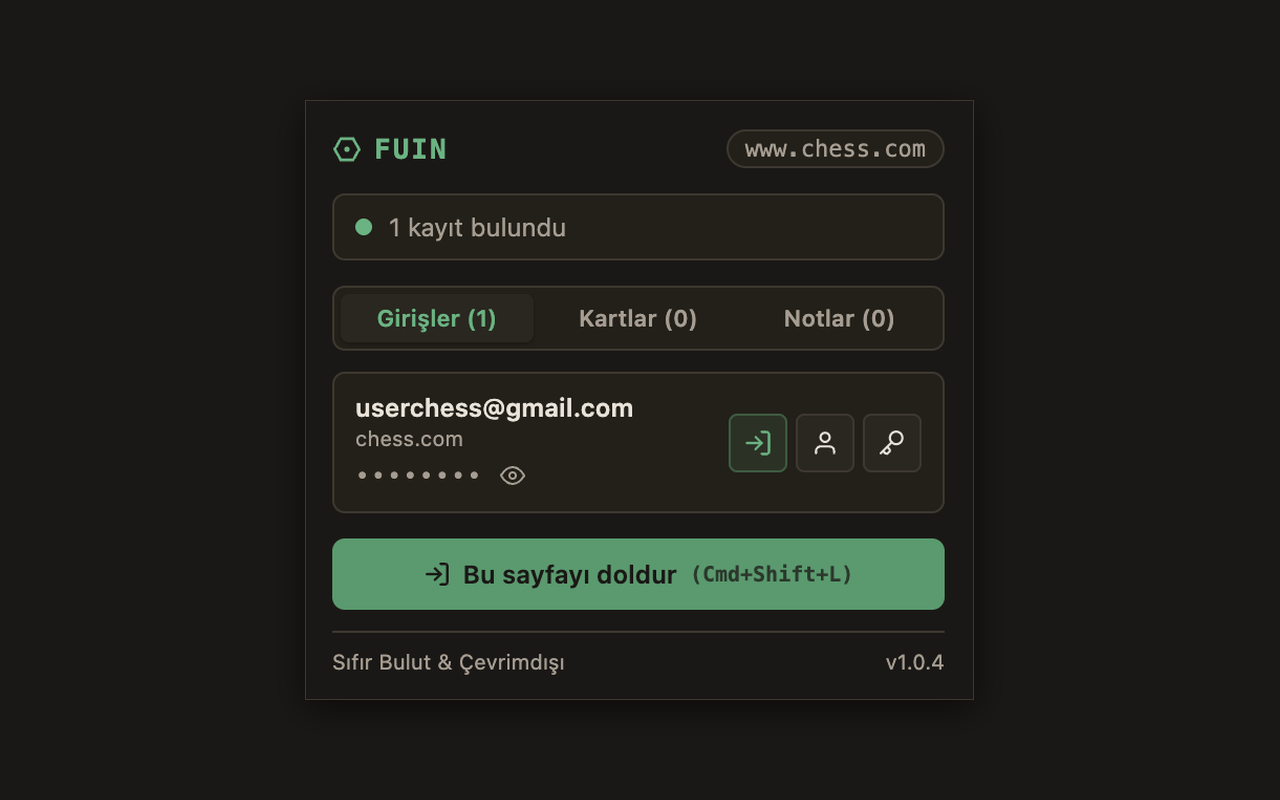 FUIN
www.chess.com
1 kayıt bulundu
Girişler (1)
Kartlar (0)
Notlar (0)
userchess@gmail.com
chess.com
••••••••
Bu sayfayı doldur (Cmd+Shift+L)
Sıfır Bulut & Çevrimdışı
v1.0.4